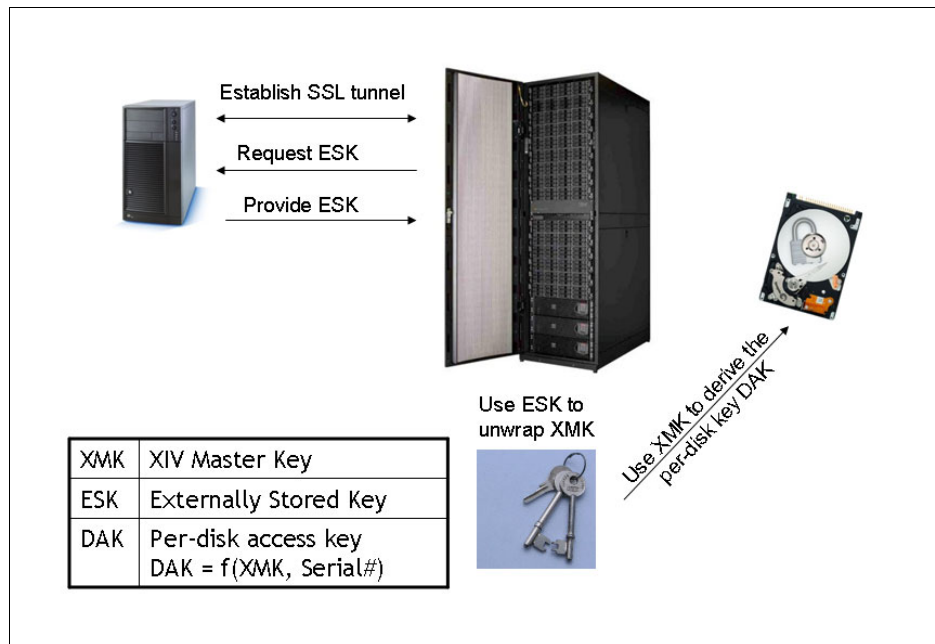 Establish SSL tunnel
Request ESK
Provide ESK
Use ESK to
unwrap XMK
Use XMK to derive the
per-disk key DAK
XMK XIV Master Key
ESK Externally Stored Key
DAK Per-disk access key
DAK = f(XMK, Serial#)